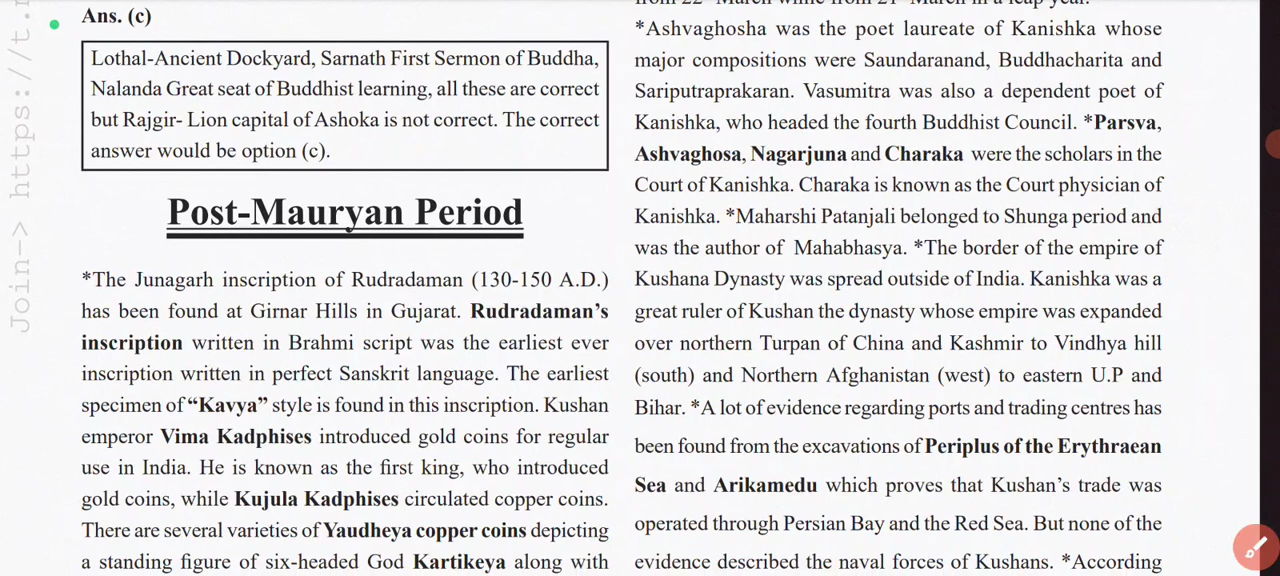 Ans. (c)
Lothal-Ancient Dockyard, Sarnath First Sermon of Buddha,
Nalanda Great seat of Buddhist learning, all these are correct
but Rajgir- Lion capital of Ashoka is not correct. The correct
answer would be option (c).
Post-Mauryan Period
*The Junagarh inscription of Rudradaman (130-150 A.D.)
has been found at Girnar Hills in Gujarat. Rudradaman's
inscription written in Brahmi script was the earliest ever
inscription written in perfect Sanskrit language. The earliest
specimen of “Kavya” style is found in this inscription. Kushan
emperor Vima Kadphises introduced gold coins for regular
use in India. He is known as the first king, who introduced
gold coins, while Kujula Kadphises circulated copper coins.
There are several varieties of Yaudheya copper coins depicting
a standing figure of six-headed God Kartikeya along with
from 22nd March while from 21st March in a leap year.
*Ashvaghosha was the poet laureate of Kanishka whose
major compositions were Saundaranand, Buddhacharita and
Sariputraprakaran. Vasumitra was also a dependent poet of
Kanishka, who headed the fourth Buddhist Council. *Parsva,
Ashvaghosa, Nagarjuna and Charaka were the scholars in the
Court of Kanishka. Charaka is known as the Court physician of
Kanishka. *Maharshi Patanjali belonged to Shunga period and
was the author of Mahabhasya. *The border of the empire of
Kushana Dynasty was spread outside of India. Kanishka was a
great ruler of Kushan the dynasty whose empire was expanded
over northern Turpan of China and Kashmir to Vindhya hill
(south) and Northern Afghanistan (west) to eastern U.P and
Bihar. *A lot of evidence regarding ports and trading centres has
been found from the excavations of Periplus of the Erythraean
Sea and Arikamedu which proves that Kushan's trade was
operated through Persian Bay and the Red Sea. But none of the
evidence described the naval forces of Kushans. *According
Join-> https://t.